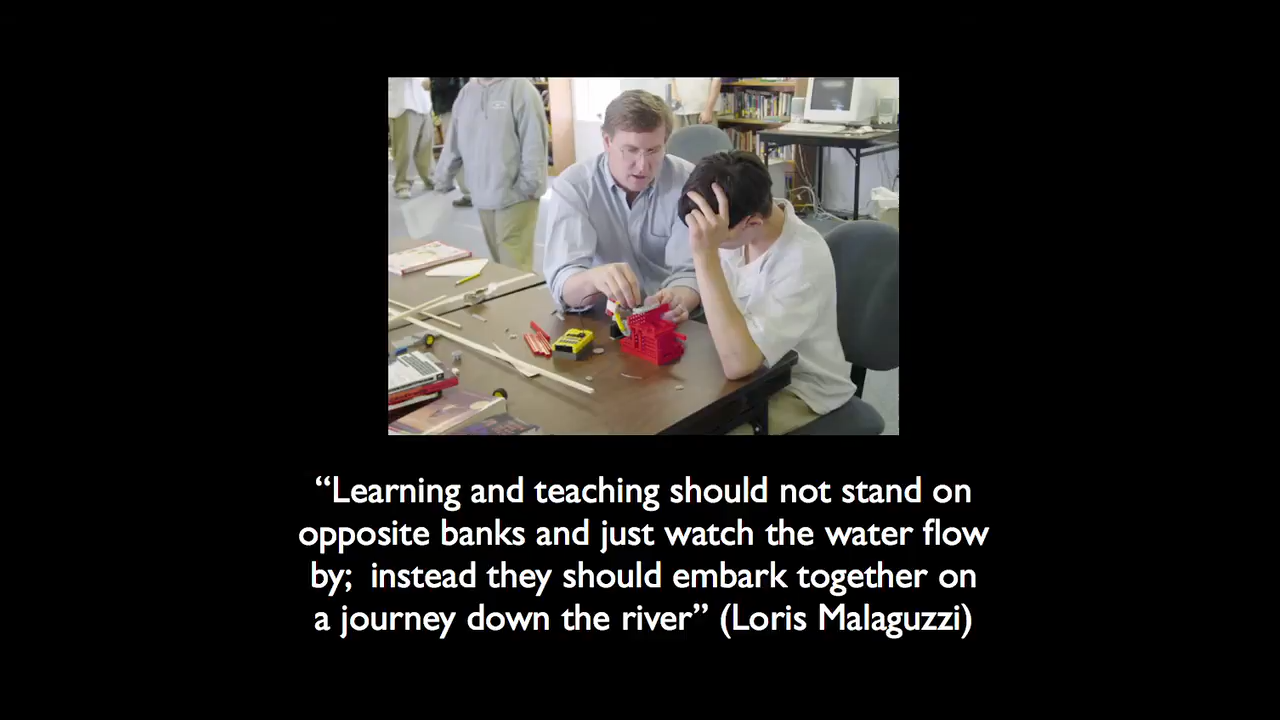 “Learning and teaching should not stand on
opposite banks and just watch the water flow
by;  instead they should embark together on
a journey down the river” (Loris Malaguzzi)